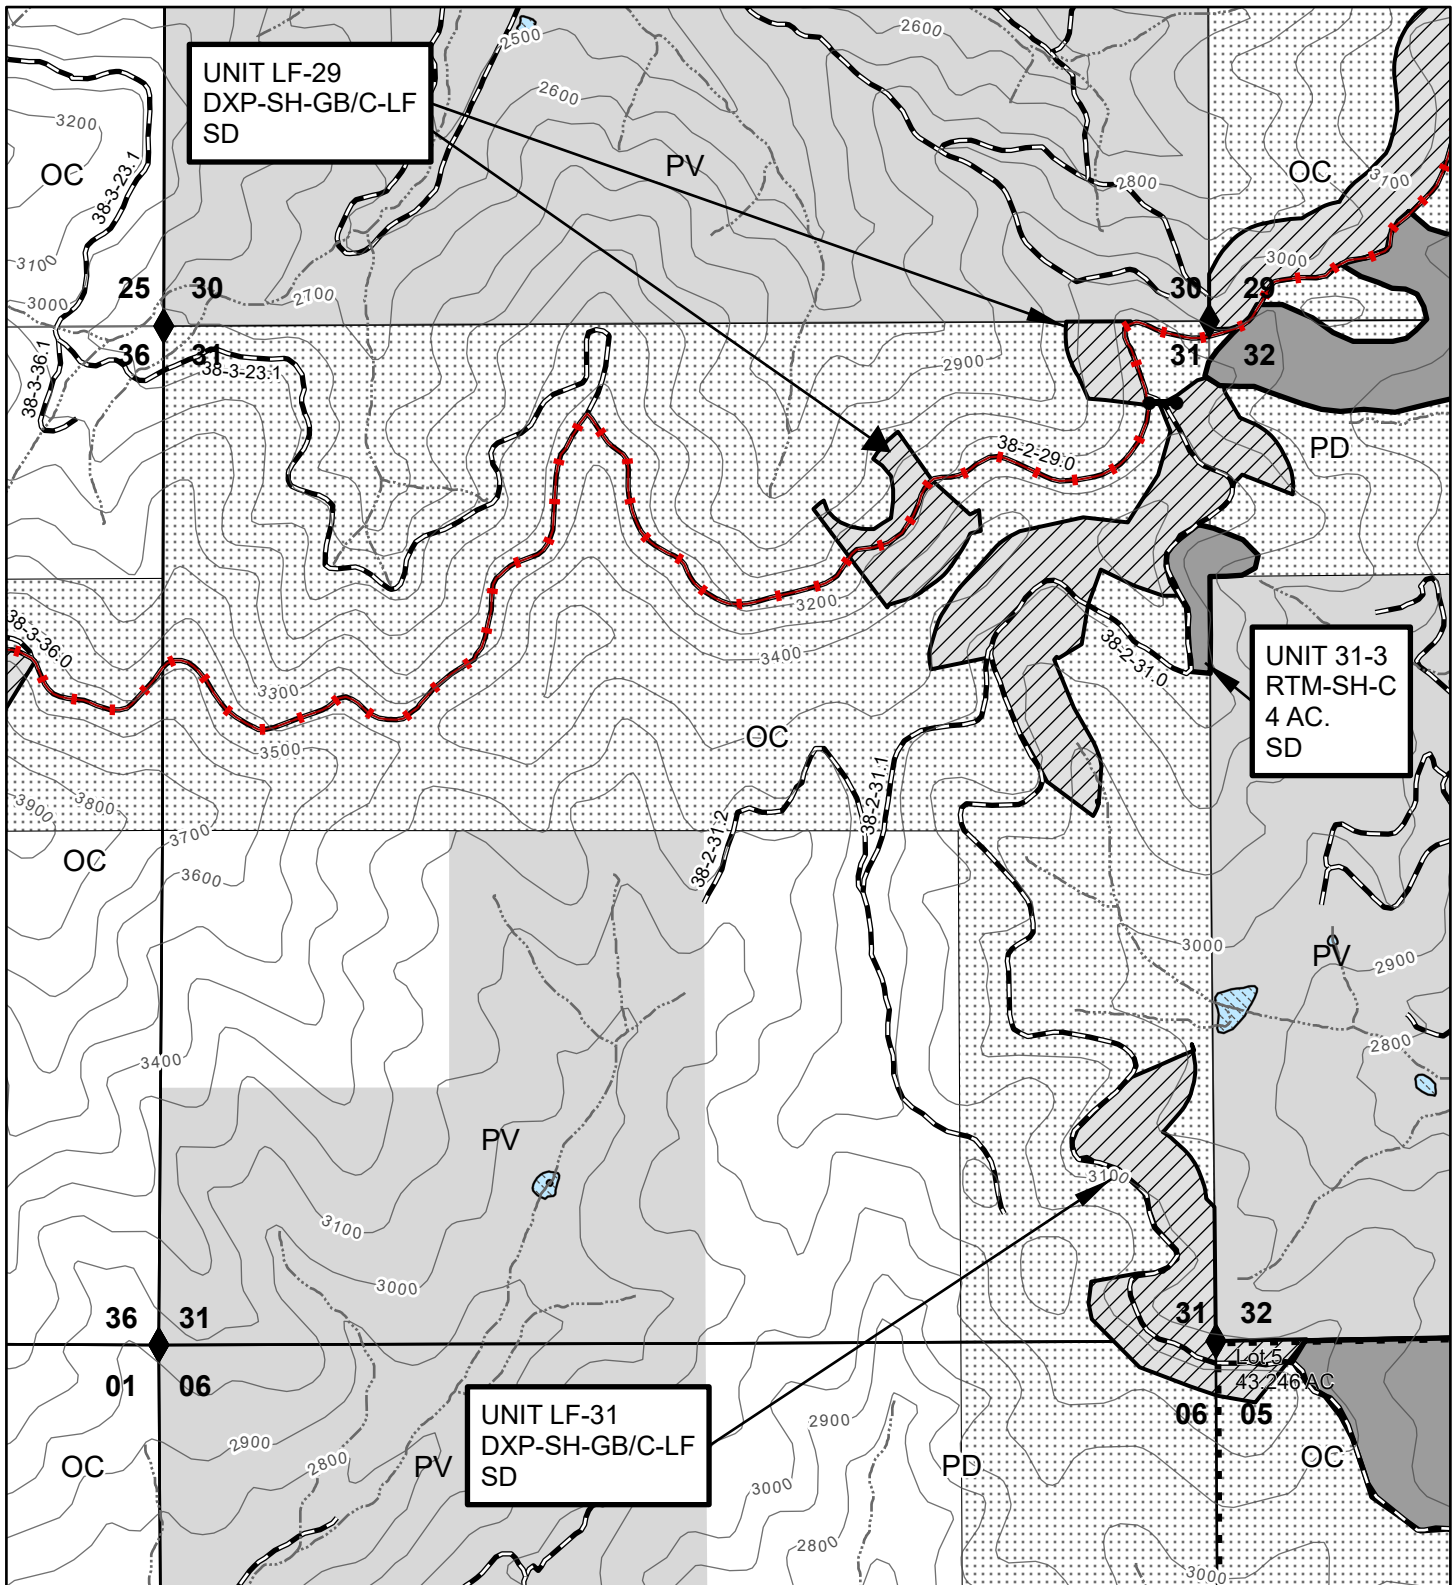 2500
2600
UNIT LF-29
DXP-SH-GB/C-LF
SD
2600
3200
OC
PV
OC
3100
2800
38-3-23.1
3100
3000
3000
25
30
2700
30
29
36
31
38-3-23.1
38-3-36.1
2900
31
32
PD
38-2-29.0
3200
38-3-36.0
3400
38-2-31.0
UNIT 31-3
RTM-SH-C
4 AC.
SD
3300
3500
OC
3900
3800
3700
38-2-31.1
38-2-31.2
OC
3600
3000
PV
2900
2800
3400
PV
3100
3100
3000
36
31
31
32
Lot 5
43.246 AC
01
06
06
05
UNIT LF-31
DXP-SH-GB/C-LF
SD
2900
2900
2800
OC
PV
PD
OC
3000
2800
3000